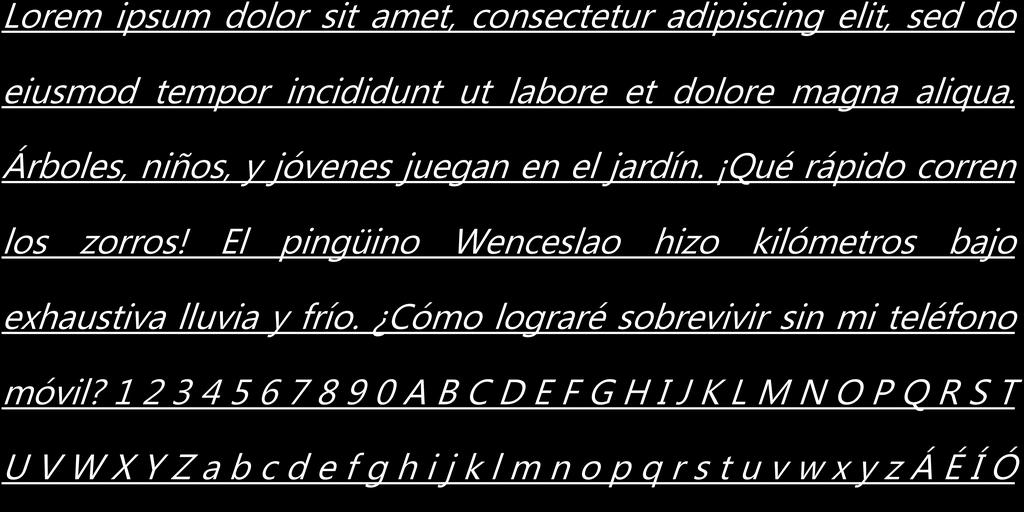 Lorem ipsum dolor sit amet, consectetur adipiscing elit, sed do
eiusmod tempor incididunt ut labore et dolore magna aliqua.
Árboles, niños, y jóvenes juegan en el jardín. ¡Qué rápido corren
los zorros! El pingüino Wenceslao hizo kilómetros bajo
exhaustiva lluvia y frío. ¿Cómo lograré sobrevivir sin mi teléfono
móvil? 1 2 3 4 5 6 7 8 9 0 A B C D E F G H I J K L M N O P Q R S T
U V W X Y Z a b c d e f g h i j k l m n o p q r s t u v w x y z Á É Í Ó